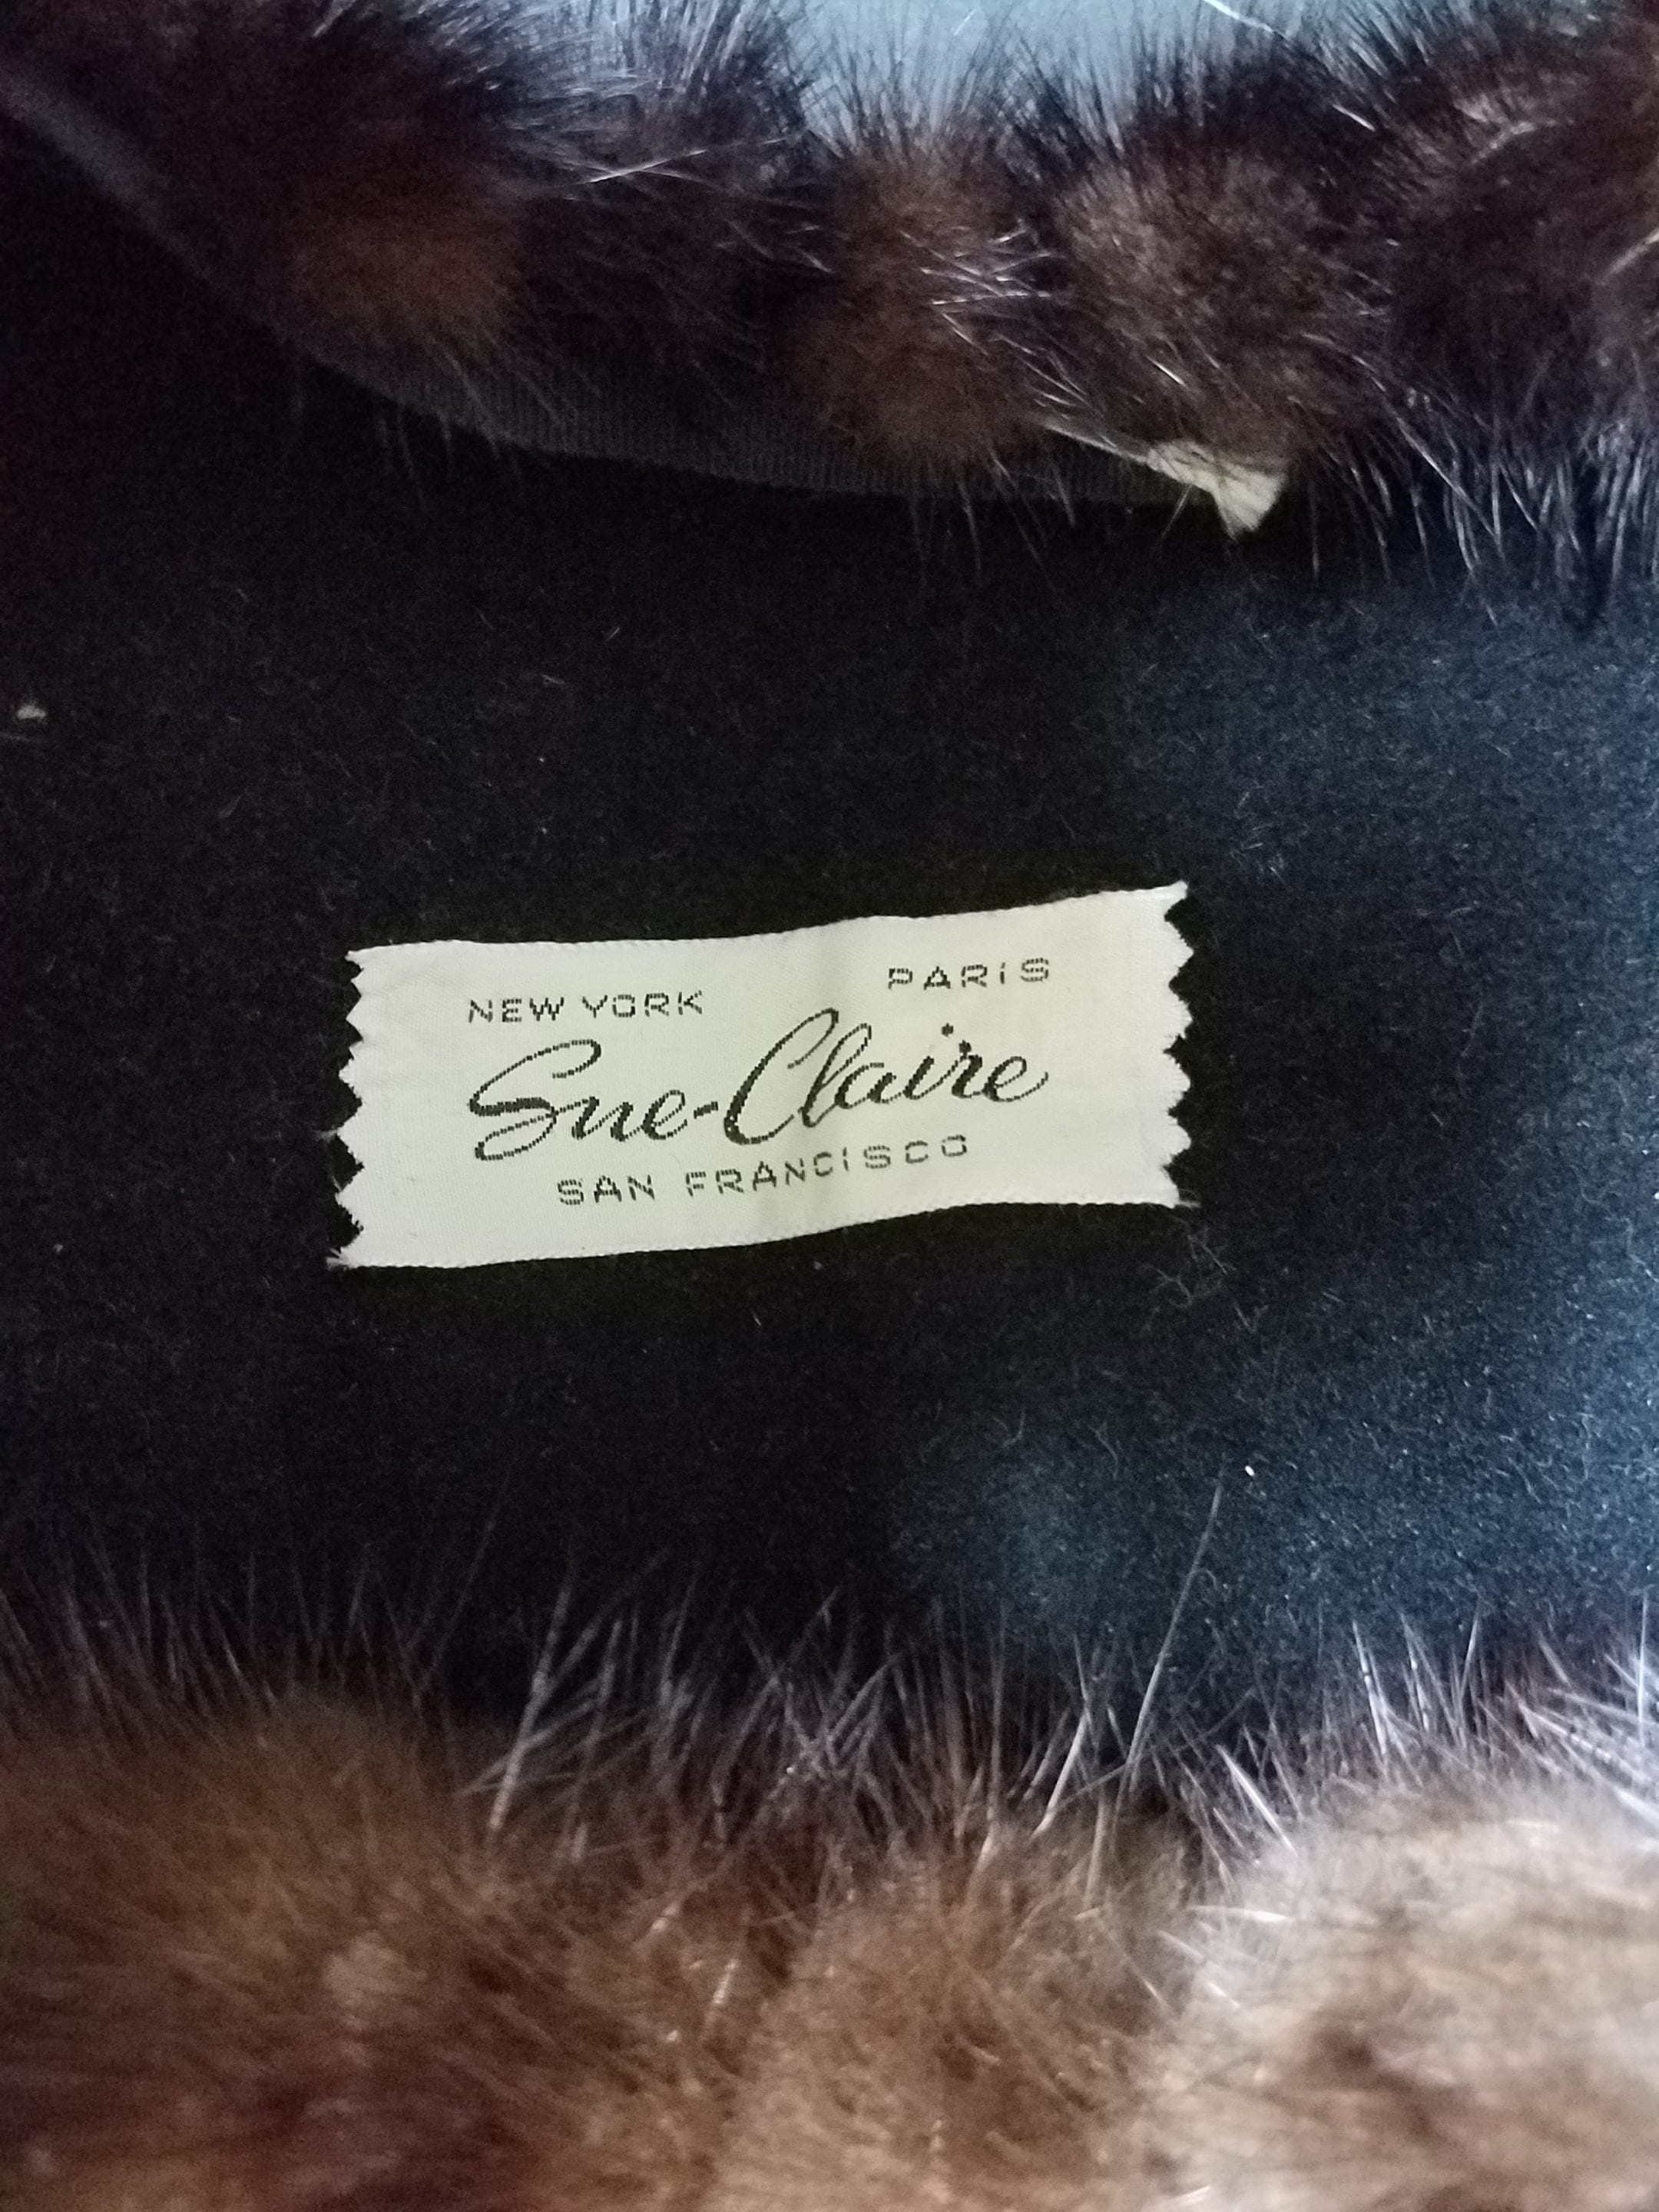 NEW YORK PARIS
Sue-Claire
SAN FRANCISCO